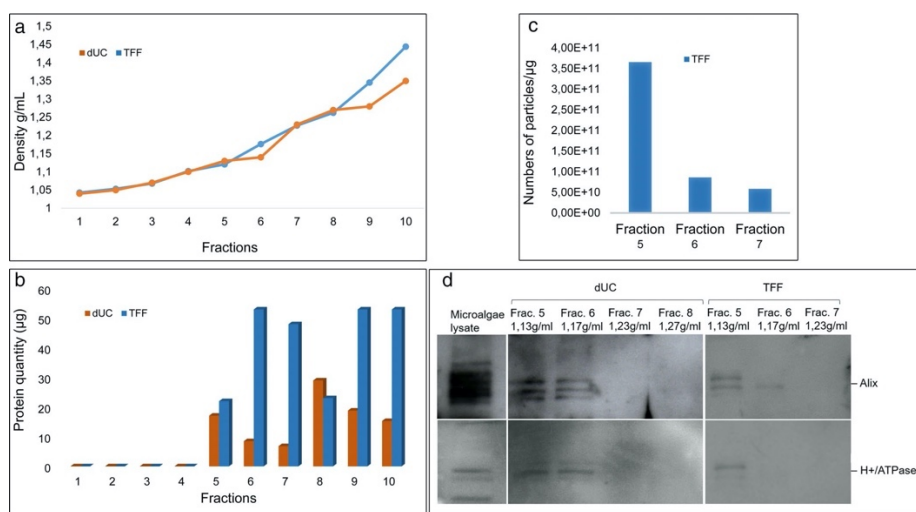 a
1,5
1,45
1,4
1,35
1,3
1,25
1,2
1,15
1,1
1,05
1
Density g/mL
dUC TFF
1 2 3 4 5 6 7 8 9 10
Fractions
c
4,00E+11
3,50E+11
3,00E+11
2,50E+11
2,00E+11
1,50E+11
1,00E+11
5,00E+10
0,00E+00
Numbers of particles/µg
TFF
Fraction Fraction Fraction
5 6 7
b
60
50
40
30
20
10
0
Protein quantity (µg)
dUC TFF
1 2 3 4 5 6 7 8 9 10
Fractions
d
dUC TFF
Microalgae Frac. 5 Frac. 6 Frac. 7 Frac. 8 Frac. 5 Frac. 6 Frac. 7
lysate 1,13g/ml 1,17g/ml 1,23g/ml 1,27g/ml 1,13g/ml 1,17g/ml 1,23g/ml
Alix
H+/ATPase